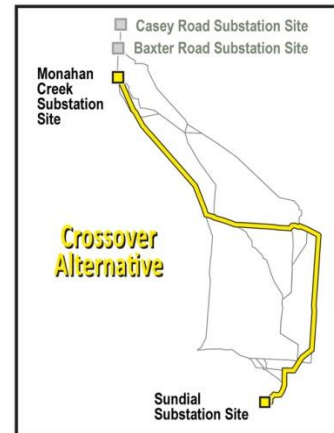 Casey Road Substation Site
Baxter Road Substation Site
Monahan
Creek
Substation
Site
Crossover
Alternative
Sundial
Substation Site